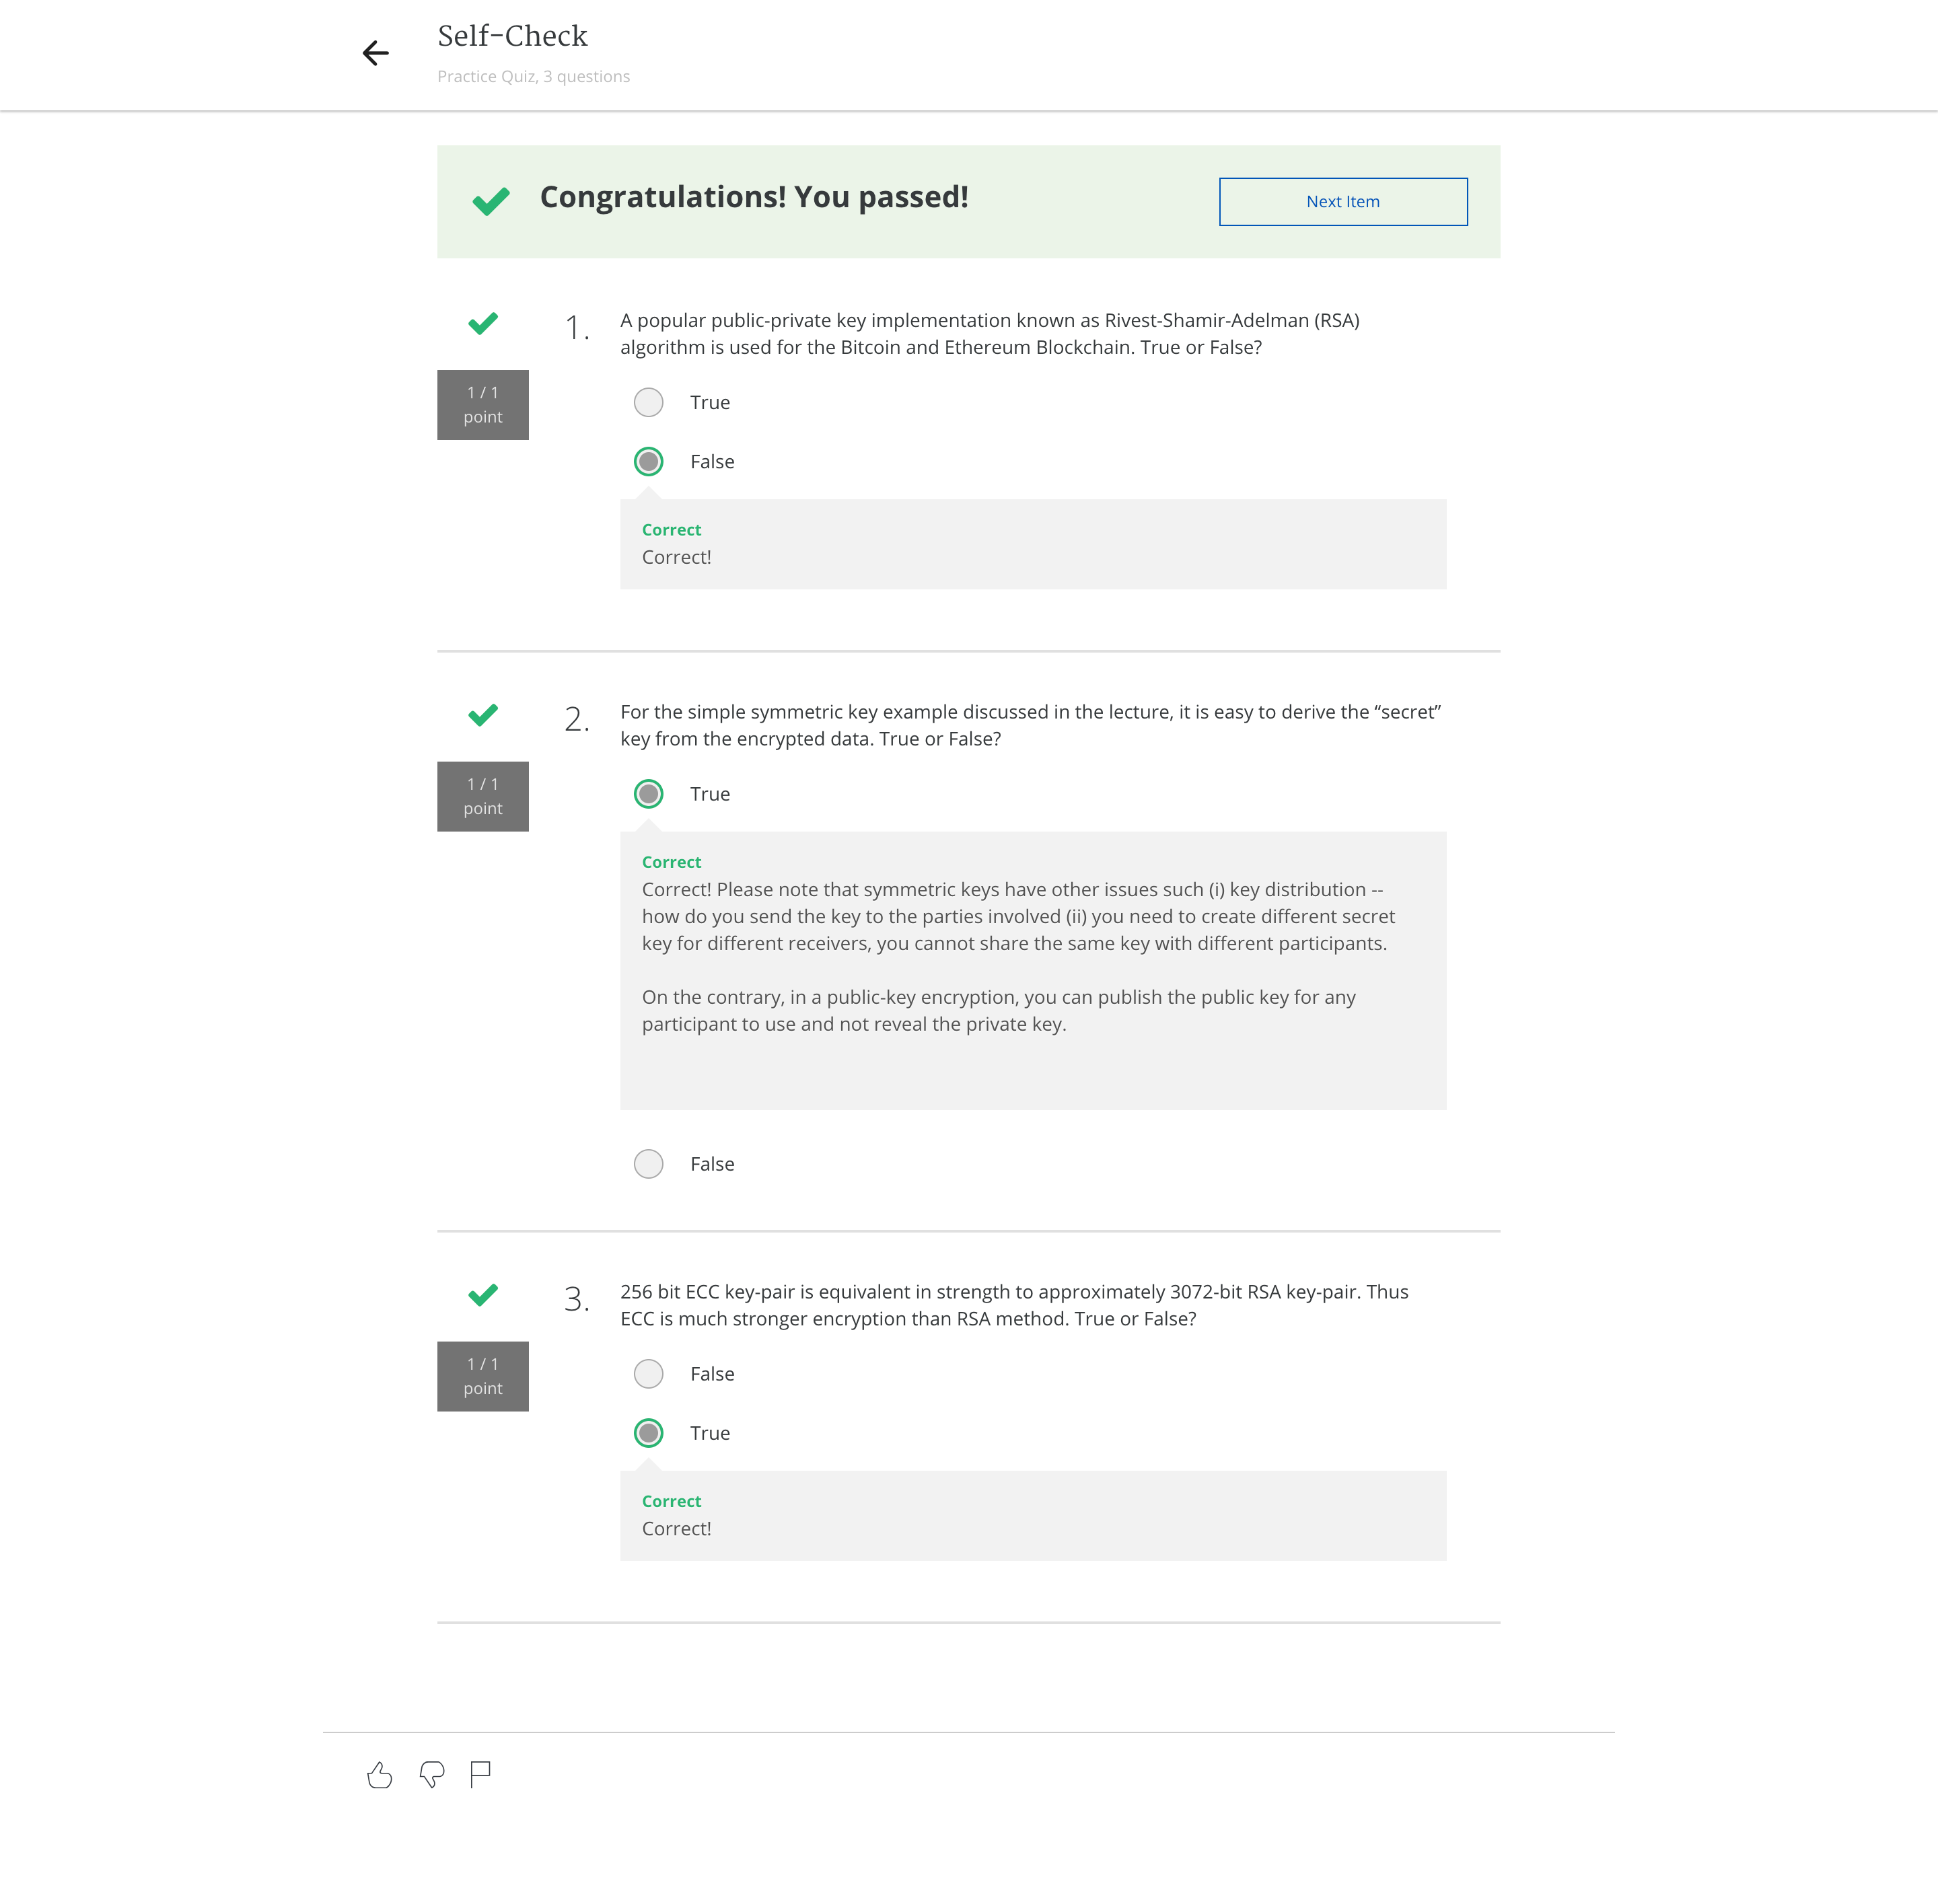 Self-Check
Practice Quiz, 3 questions
Congratulations! You passed!
Next Item
1.
A popular public-private key implementation known as Rivest-Shamir-Adelman (RSA)
algorithm is used for the Bitcoin and Ethereum Blockchain. True or False?
1 / 1
point
True
False
Correct
Correct!
2.
For the simple symmetric key example discussed in the lecture, it is easy to derive the “secret”
key from the encrypted data. True or False?
1 / 1
point
True
Correct
Correct! Please note that symmetric keys have other issues such (i) key distribution --
how do you send the key to the parties involved (ii) you need to create different secret
key for different receivers, you cannot share the same key with different participants.
On the contrary, in a public-key encryption, you can publish the public key for any
participant to use and not reveal the private key.
False
3.
256 bit ECC key-pair is equivalent in strength to approximately 3072-bit RSA key-pair. Thus
ECC is much stronger encryption than RSA method. True or False?
1 / 1
point
False
True
Correct
Correct!